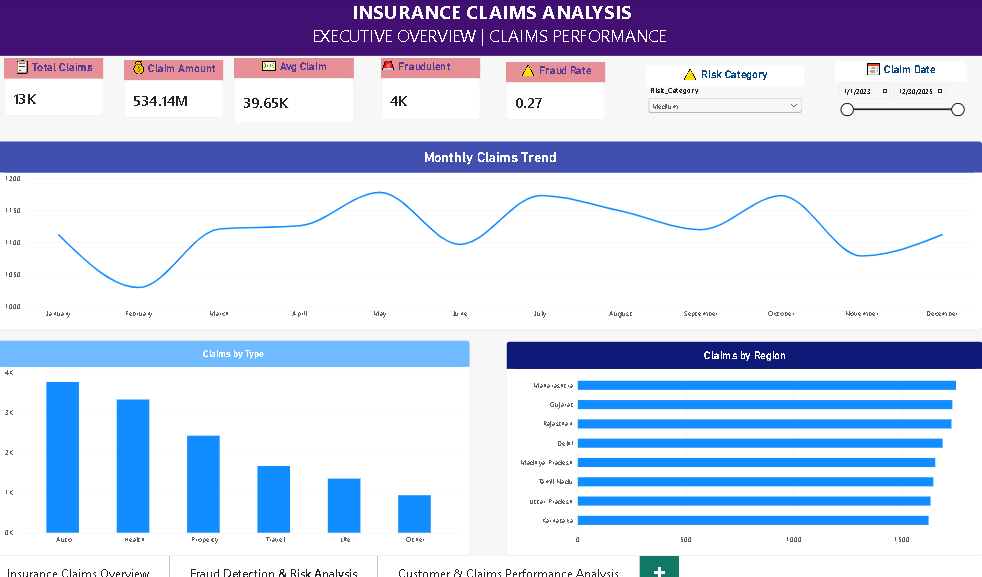 INSURANCE CLAIMS ANALYSIS
EXECUTIVE OVERVIEW | CLAIMS PERFORMANCE
Total Claims
13K
Claim Amount
534.14M
Avg Claim
39.65K
Fraudulent
4K
Fraud Rate
0.27
Risk Category
Risk_Category
Medium
Claim Date
1/1/2023 12/30/2025
Monthly Claims Trend
1200
1150
1100
1050
1000
January February March April May June July August September October November December
Claims by Type
4K
3K
2K
1K
0K
Auto Health Property Travel Life Other
Claims by Region
Maharashtra
Gujarat
Rajasthan
Delhi
Madhya Pradesh
Tamil Nadu
Uttar Pradesh
Karnataka
0 500 1000 1500
Insurance Claims Overview Fraud Detection & Risk Analysis Customer & Claims Performance Analysis +